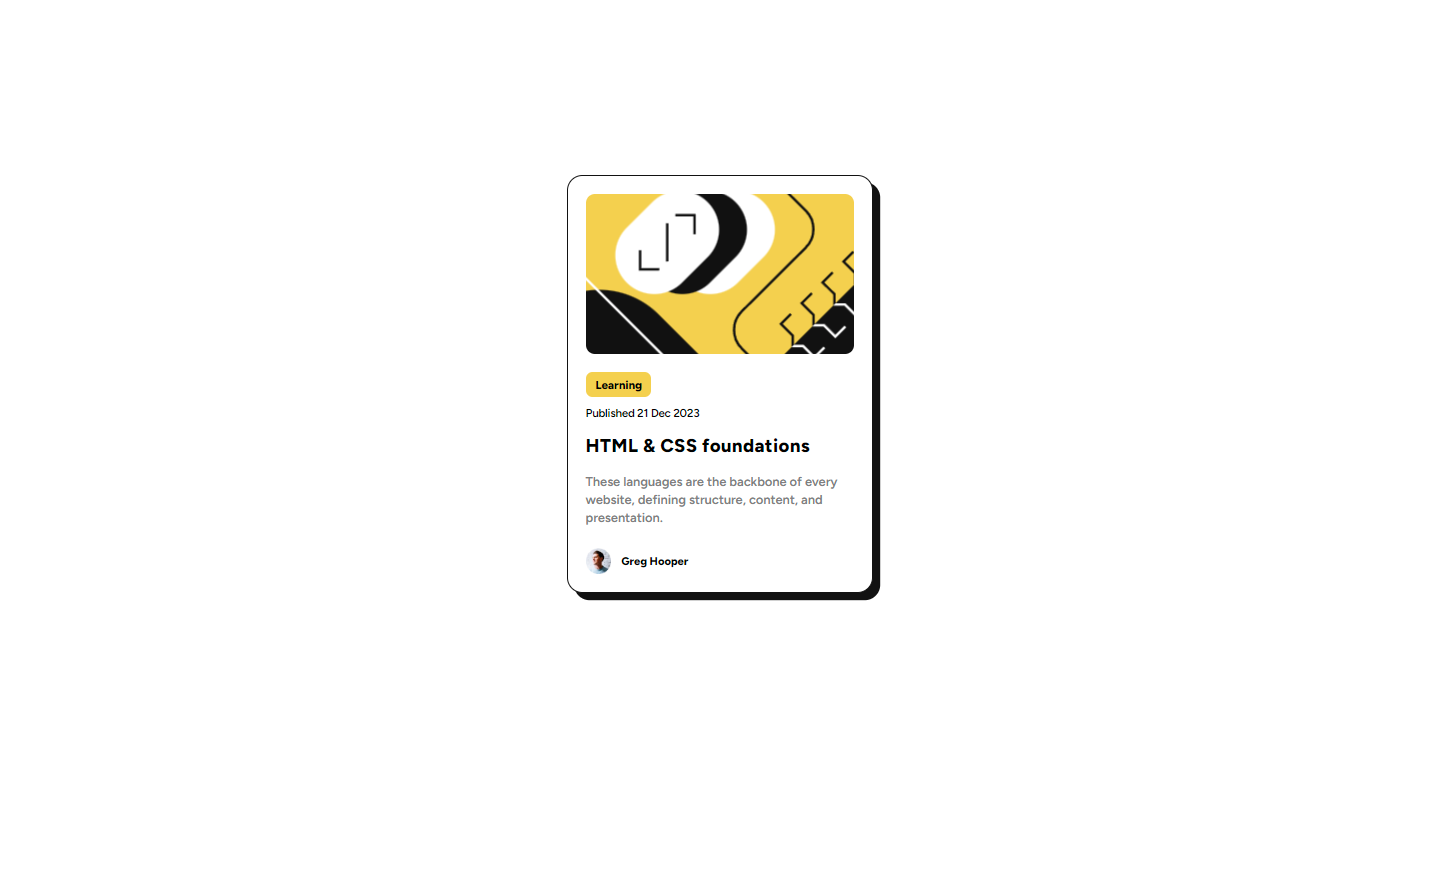 Learning
Published 21 Dec 2023
HTML & CSS foundations
These languages are the backbone of every
website, defining structure, content, and
presentation.
Greg Hooper